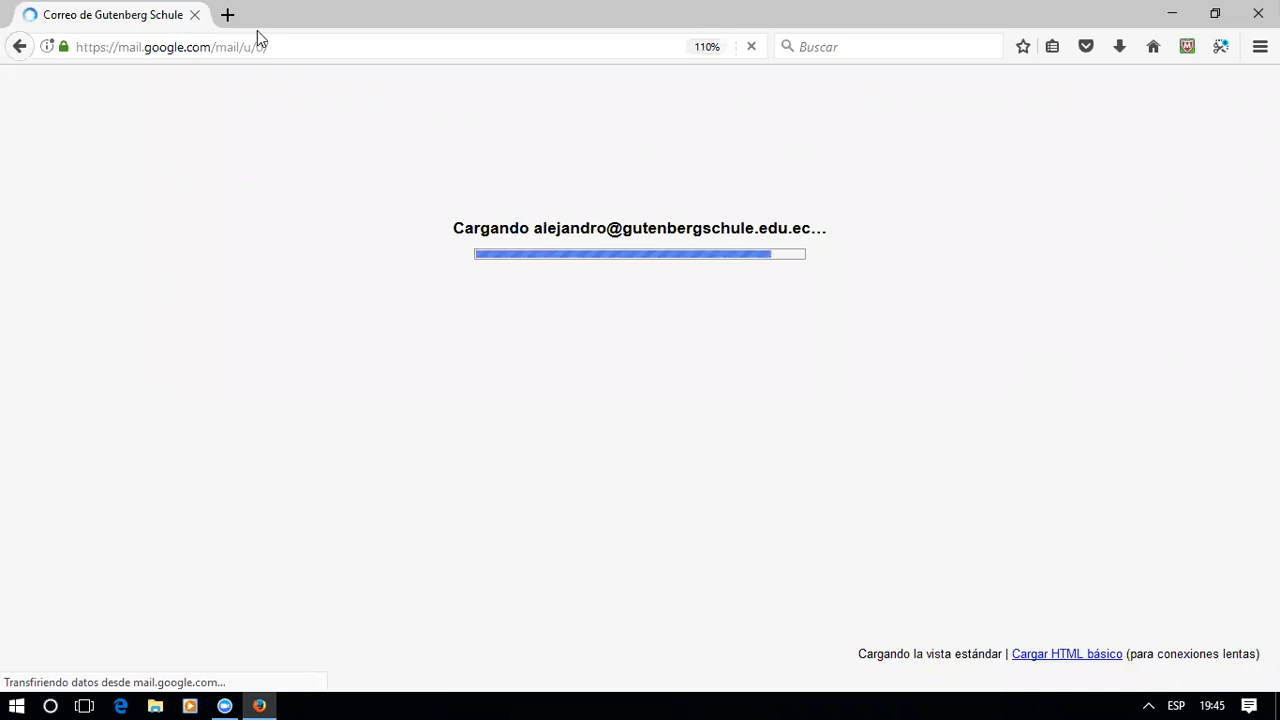 Correo de Gutenberg Schule
https://mail.google.com/mail/u/0/
110%
Buscar
Cargando alejandro@gutenbergschule.edu.ec…
Cargando la vista estándar | Cargar HTML básico (para conexiones lentas)
Transfiriendo datos desde mail.google.com...
ESP
19:45